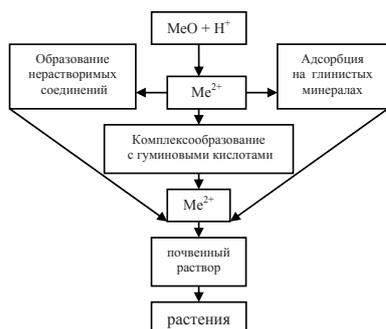 MeO + H⁺
Образование
нерастворимых
соединений
Me²⁺
Адсорбция
на глинистых
минералах
Комплексообразование
с гуминовыми кислотами
Me²⁺
почвенный
раствор
растения